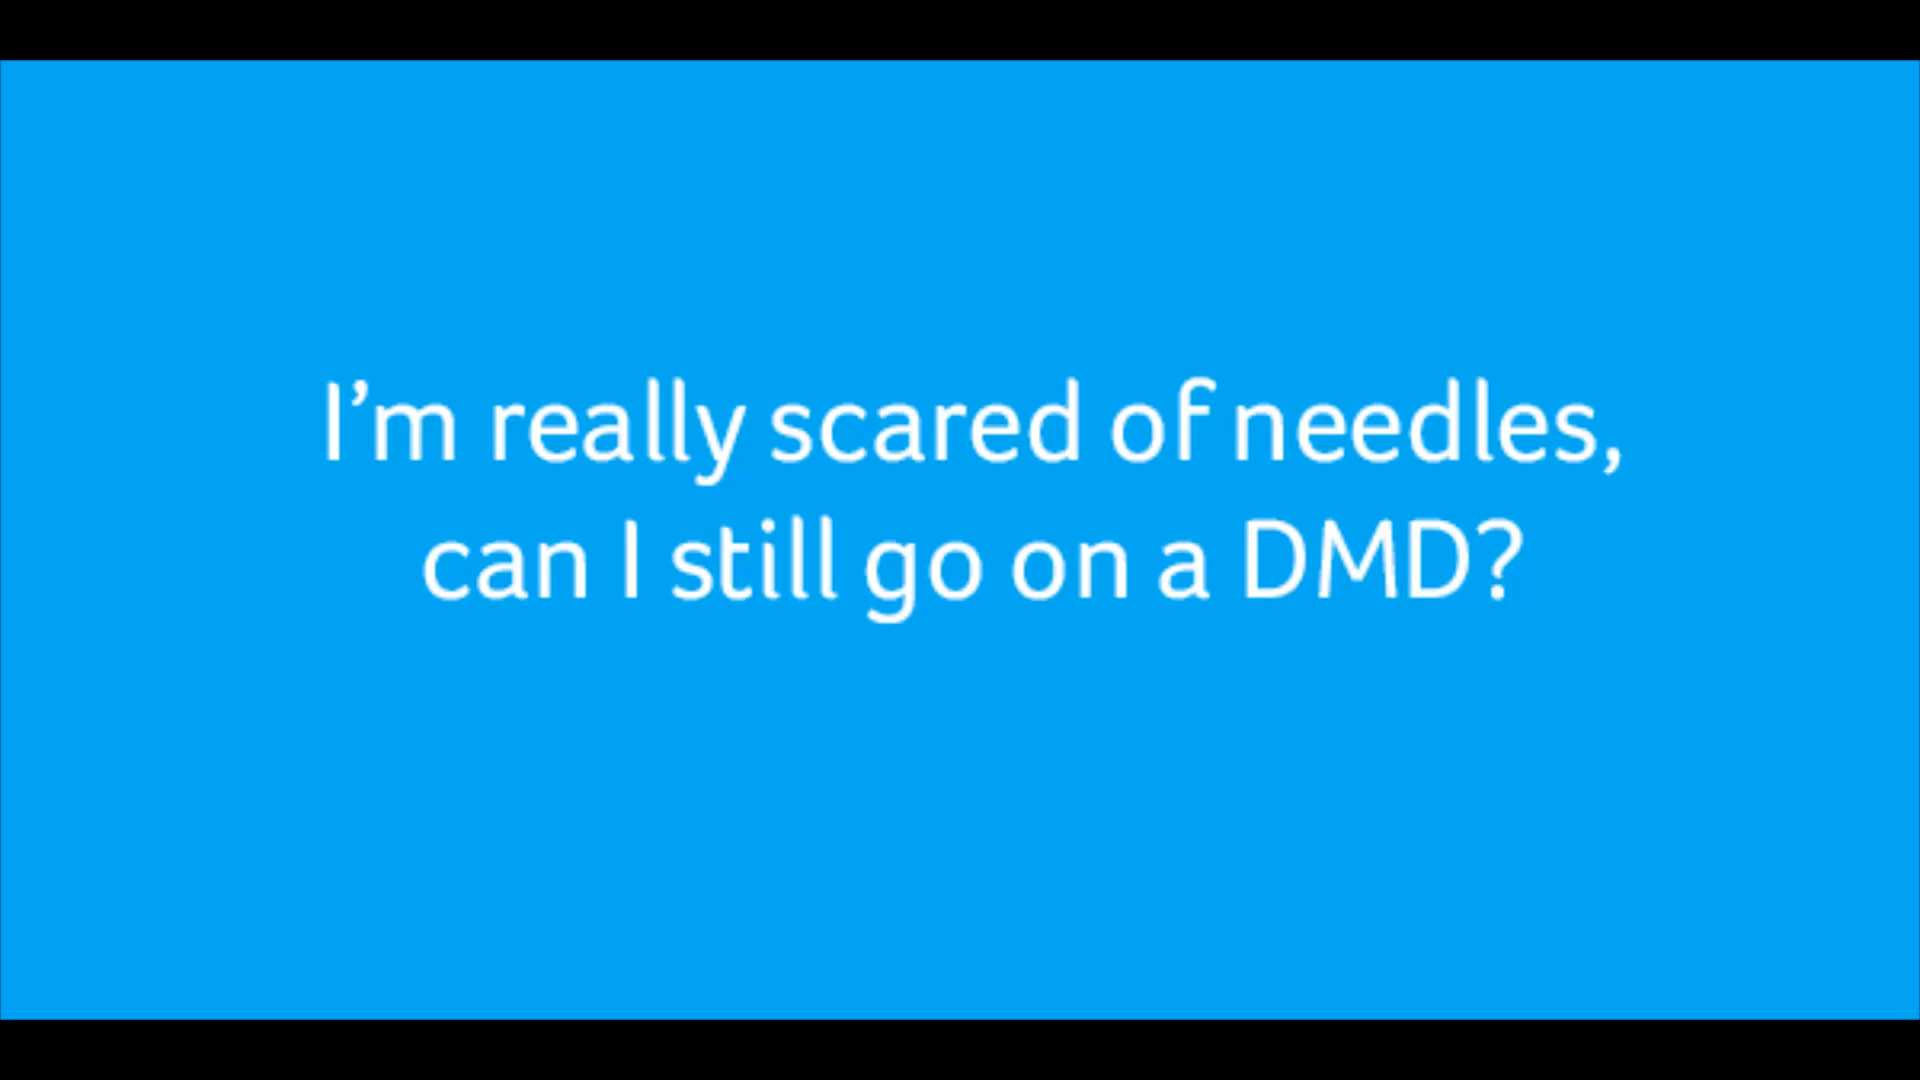 I’m really scared of needles,
can I still go on a DMD?